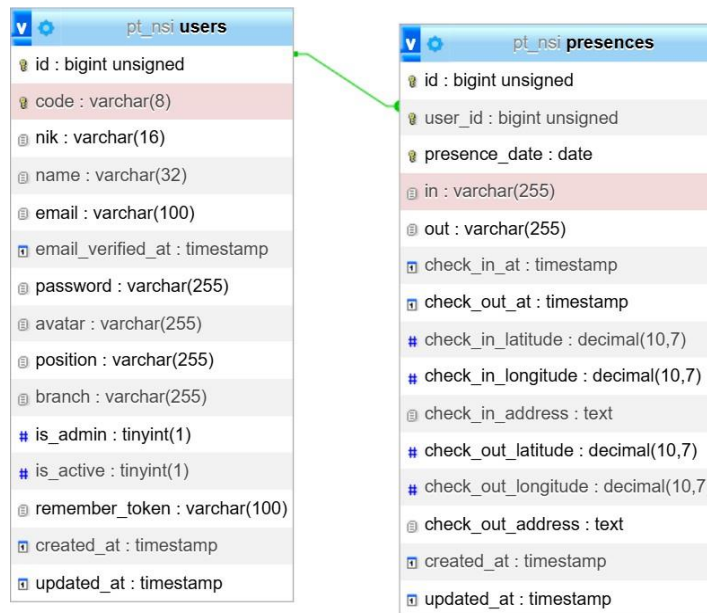 pt_nsi users
id : bigint unsigned
code : varchar(8)
nik : varchar(16)
name : varchar(32)
email : varchar(100)
email_verified_at : timestamp
password : varchar(255)
avatar : varchar(255)
position : varchar(255)
branch : varchar(255)
is_admin : tinyint(1)
is_active : tinyint(1)
remember_token : varchar(100)
created_at : timestamp
updated_at : timestamp
pt_nsi presences
id : bigint unsigned
user_id : bigint unsigned
presence_date : date
in : varchar(255)
out : varchar(255)
check_in_at : timestamp
check_out_at : timestamp
check_in_latitude : decimal(10,7)
check_in_longitude : decimal(10,7)
check_in_address : text
check_out_latitude : decimal(10,7)
check_out_longitude : decimal(10,7
check_out_address : text
created_at : timestamp
updated_at : timestamp